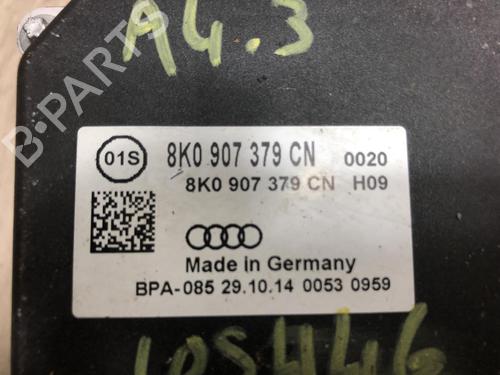 A4.3
B-PARTS
01S 8K0 907 379 CN 0020
8K0 907 379 CN H09
Made in Germany
BPA-085 29.10.14 0053 0959